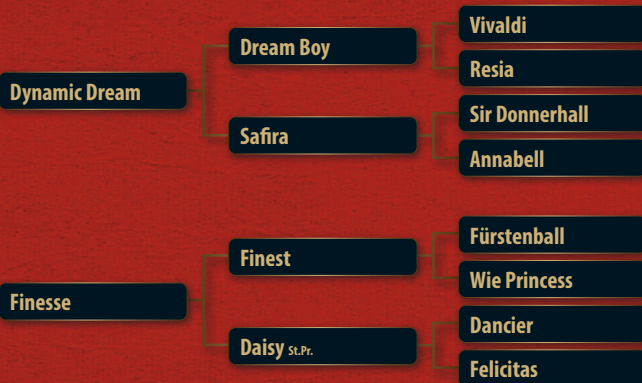 Vivaldi
Dream Boy
Resia
Dynamic Dream
Sir Donnerhall
Safira
Annabell
Fürstenball
Finest
Wie Princess
Finesse
Dancier
Daisy St.Pr.
Felicitas